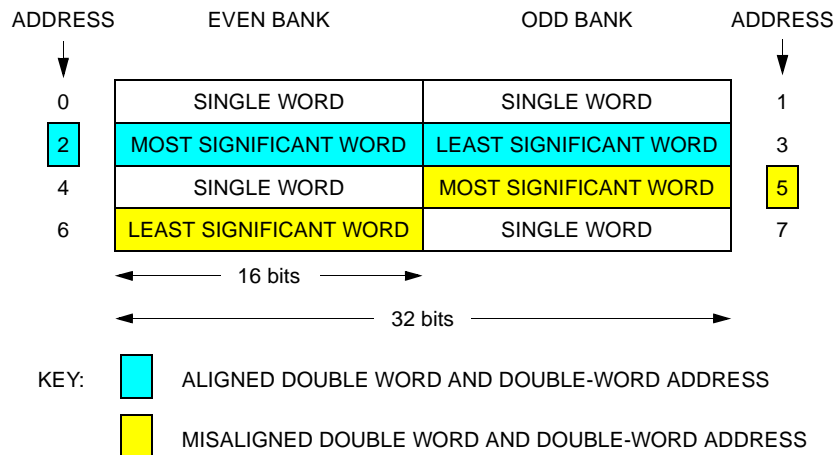 ADDRESS EVEN BANK ODD BANK ADDRESS
0 SINGLE WORD SINGLE WORD 1
2 MOST SIGNIFICANT WORD LEAST SIGNIFICANT WORD 3
4 SINGLE WORD MOST SIGNIFICANT WORD 5
6 LEAST SIGNIFICANT WORD SINGLE WORD 7
16 bits
32 bits
KEY: ALIGNED DOUBLE WORD AND DOUBLE-WORD ADDRESS
MISALIGNED DOUBLE WORD AND DOUBLE-WORD ADDRESS